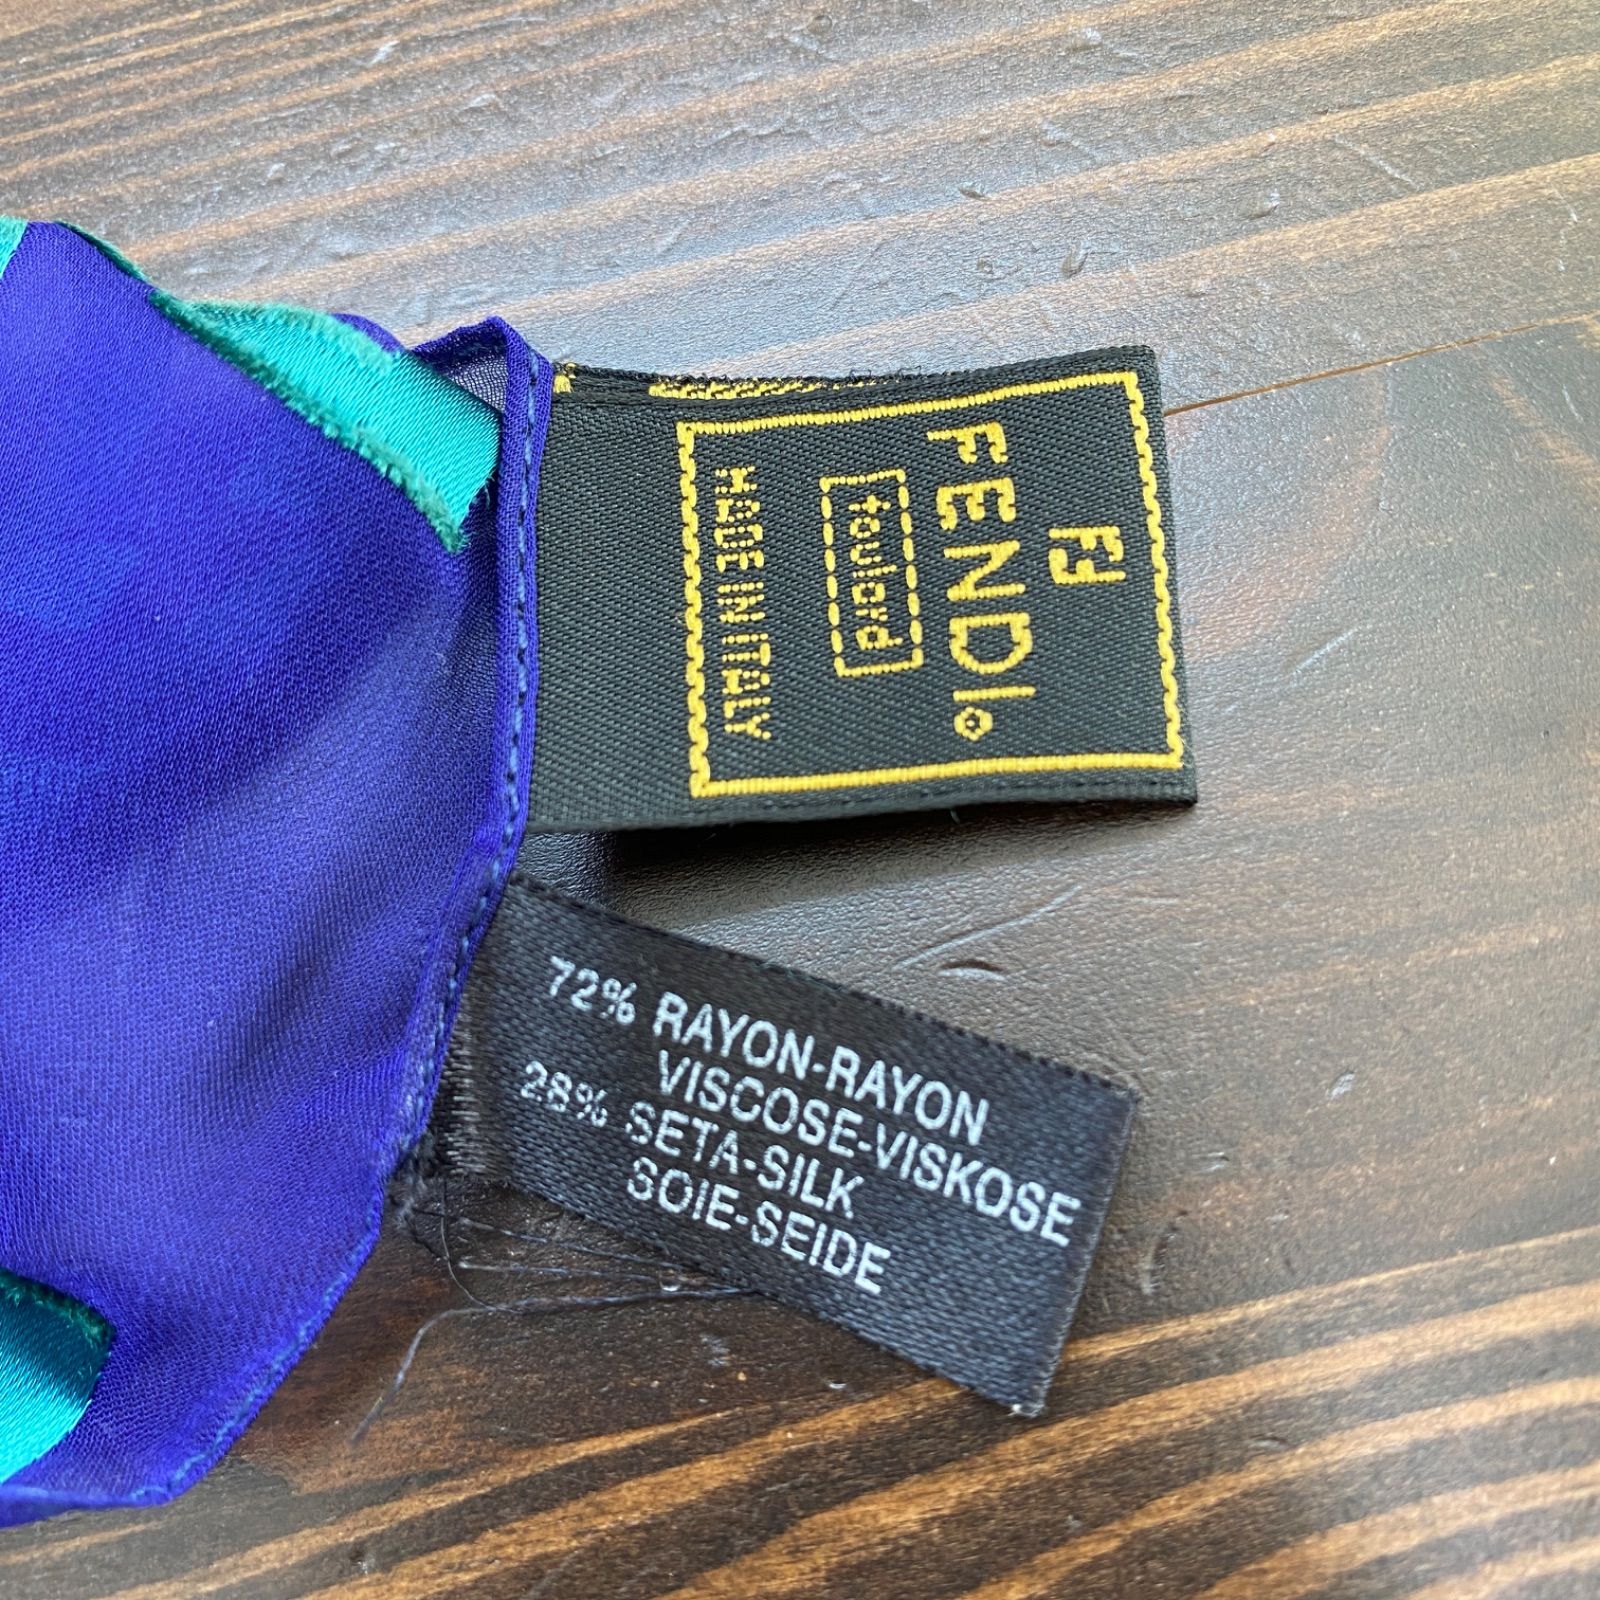 FF
FENDI®
foulard
MADE IN ITALY
72% RAYON-RAYON
VISCOSE-VISKOSE
28% SETA-SILK
SOIE-SEIDE